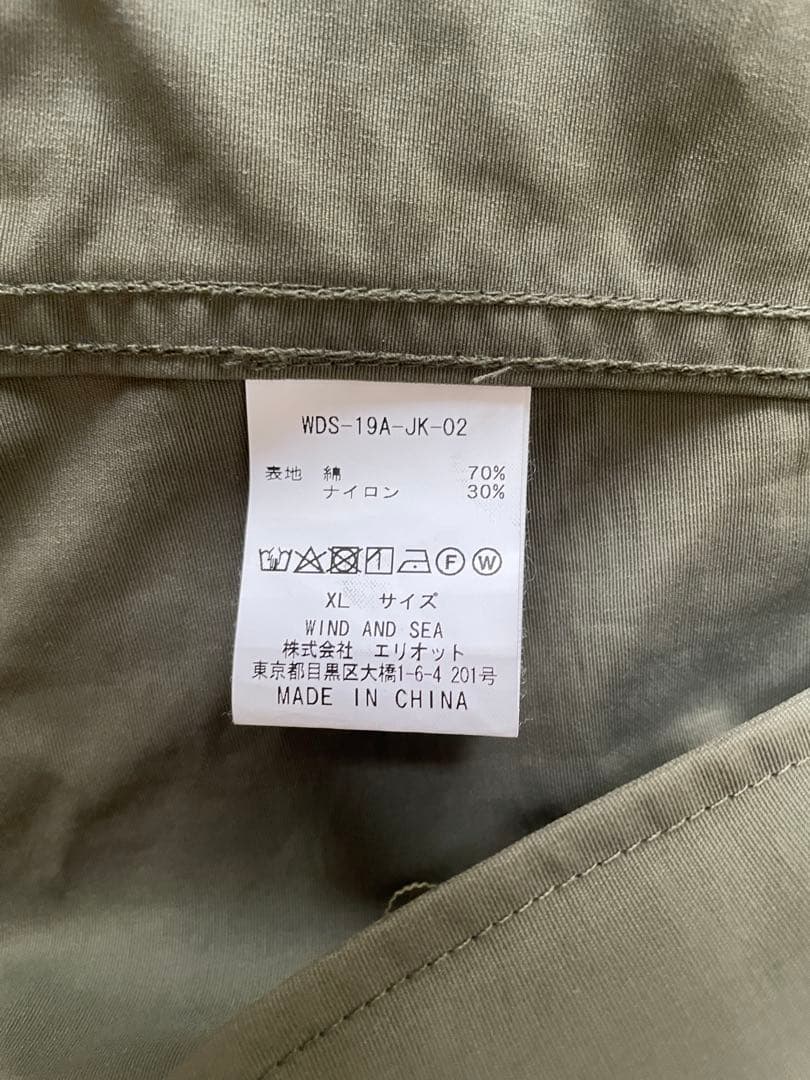 WDS-19A-JK-02
表地 綿 70%
ナイロン 30%
F W
XL サイズ
WIND AND SEA
株式会社 エリオット
東京都目黒区大橋1-6-4 201号
MADE IN CHINA